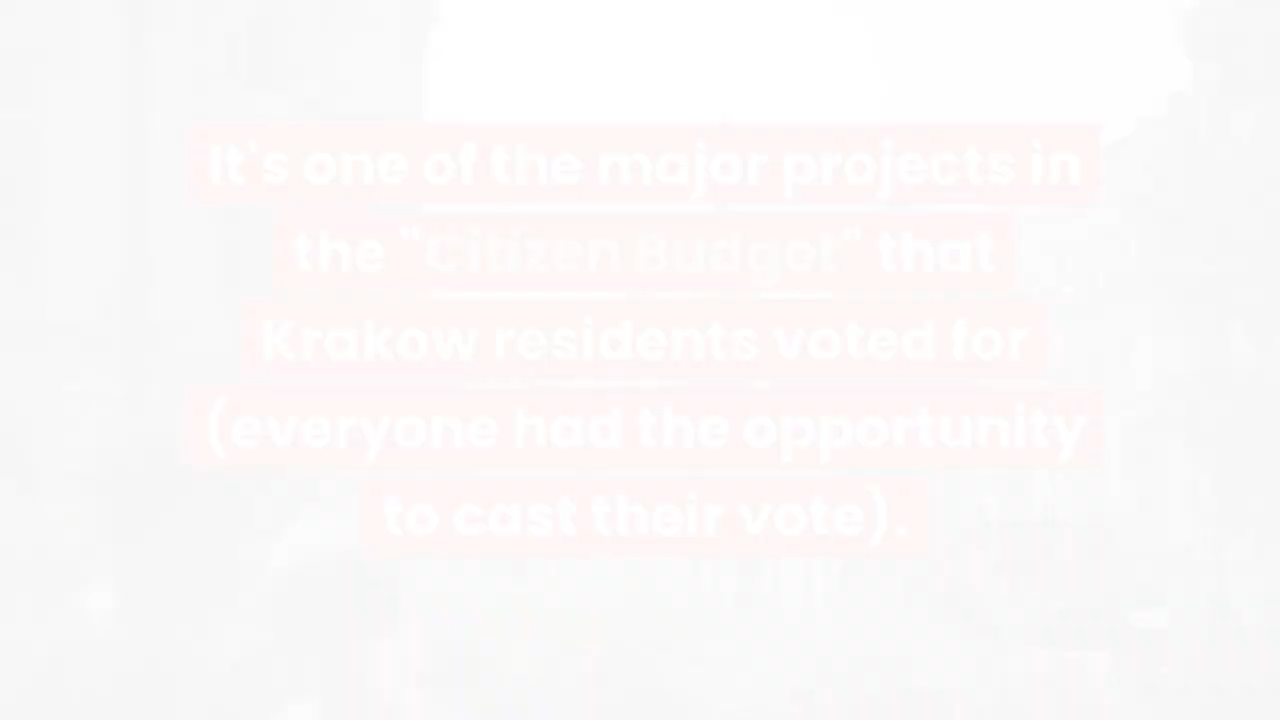 It's one of the major projects in
the "Citizen Budget" that
Krakow residents voted for
(everyone had the opportunity
to cast their vote).